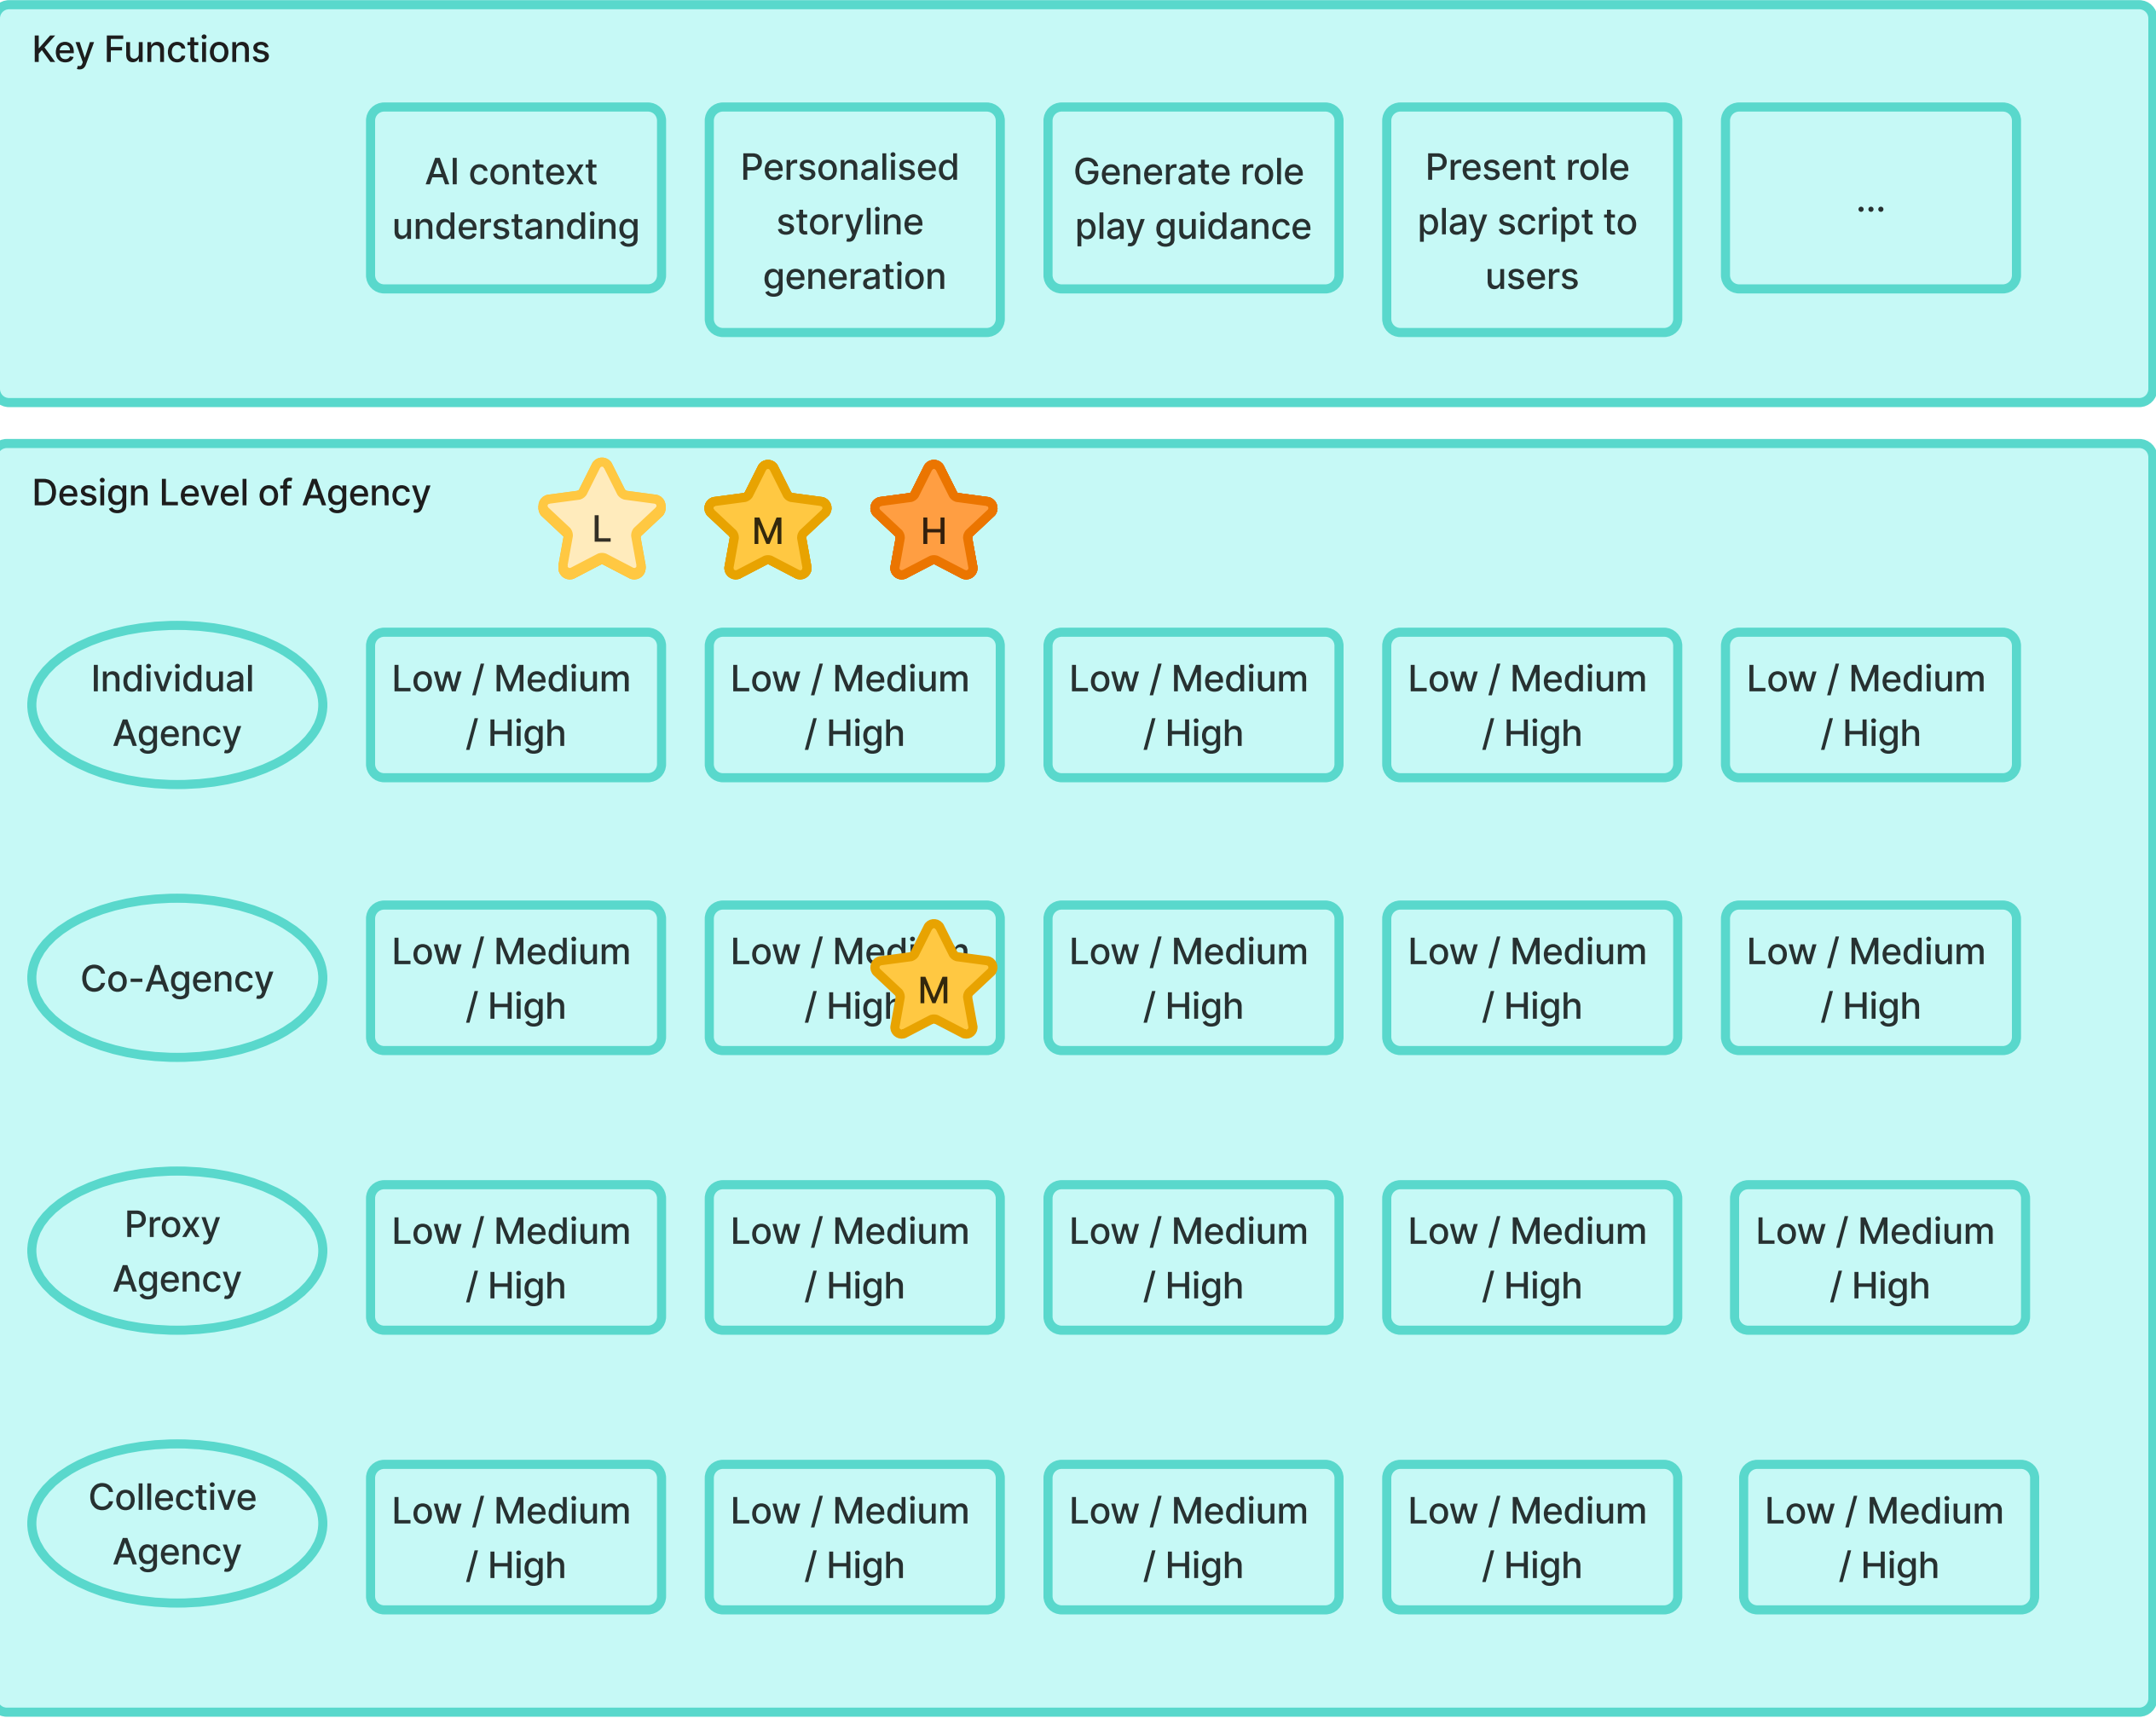 Key Functions
AI context
understanding
Personalised
storyline
generation
Generate role
play guidance
Present role
play script to
users
...
Design Level of Agency
L
M
H
Individual
Agency
Low / Medium
/ High
Low / Medium
/ High
Low / Medium
/ High
Low / Medium
/ High
Low / Medium
/ High
Co-Agency
Low / Medium
/ High
Low / Medium
/ High
M
Low / Medium
/ High
Low / Medium
/ High
Low / Medium
/ High
Proxy
Agency
Low / Medium
/ High
Low / Medium
/ High
Low / Medium
/ High
Low / Medium
/ High
Low / Medium
/ High
Collective
Agency
Low / Medium
/ High
Low / Medium
/ High
Low / Medium
/ High
Low / Medium
/ High
Low / Medium
/ High